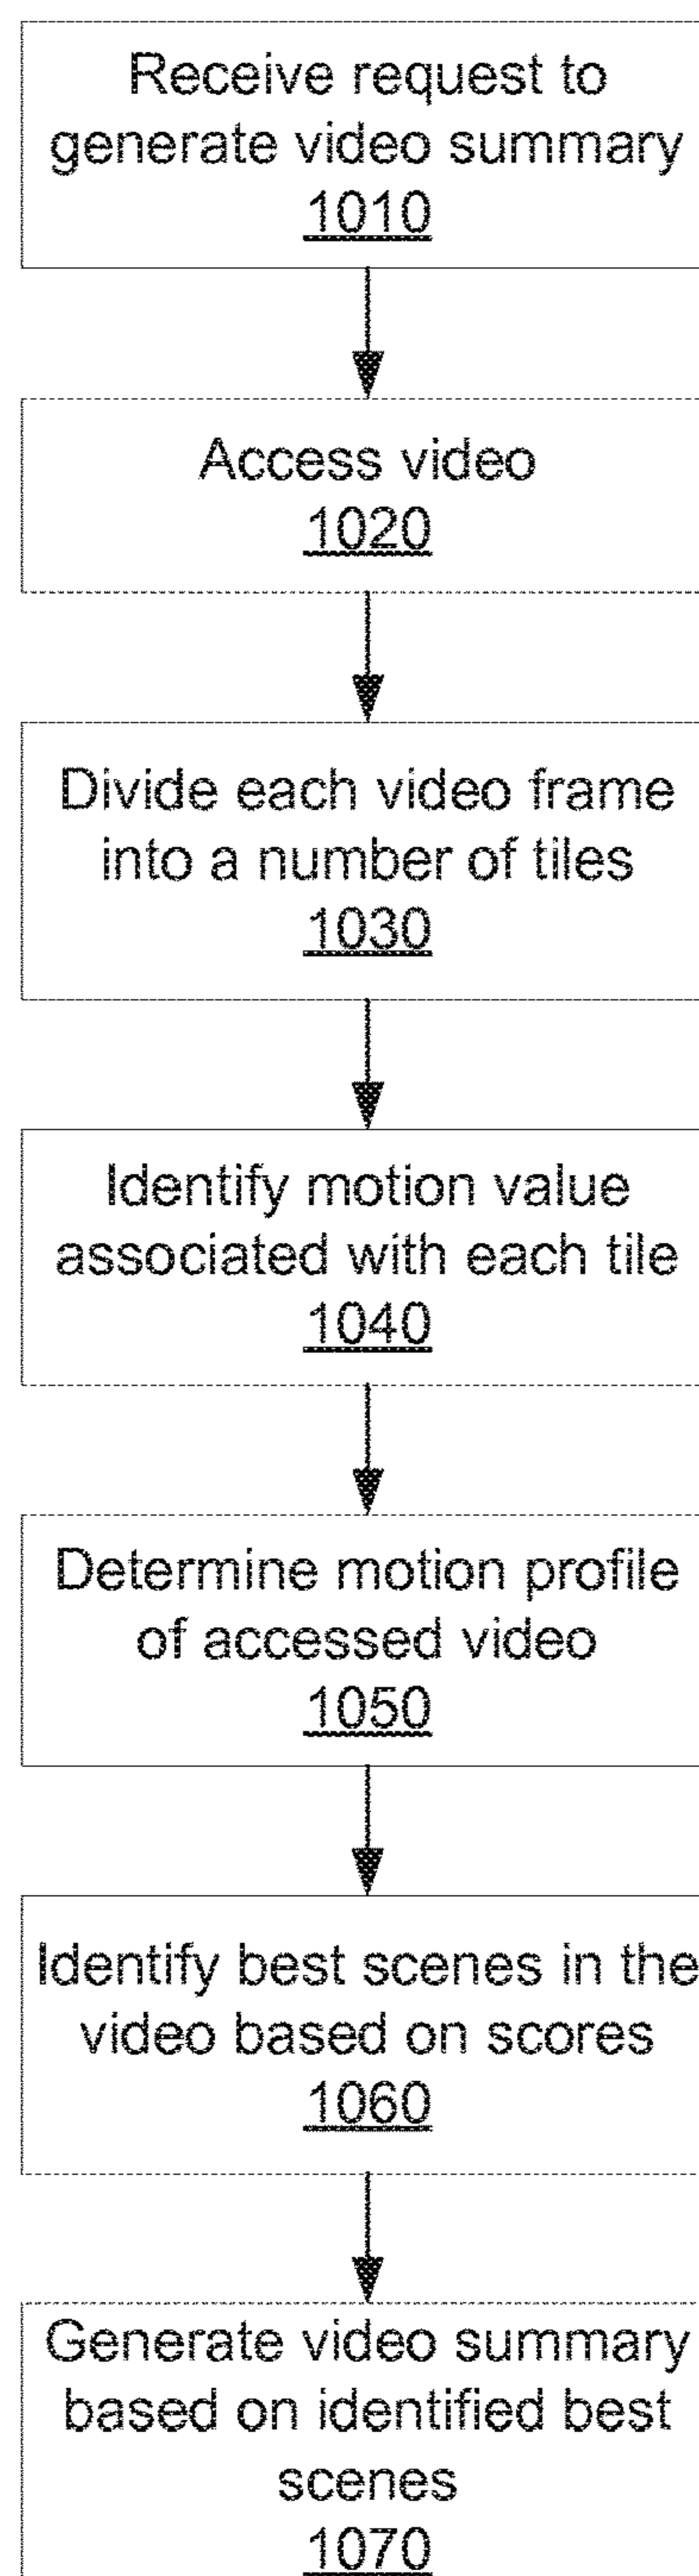 Receive request to
generate video summary
1010
Access video
1020
Divide each video frame
into a number of tiles
1030
Identify motion value
associated with each tile
1040
Determine motion profile
of accessed video
1050
Identify best scenes in the
video based on scores
1060
Generate video summary
based on identified best
scenes
1070